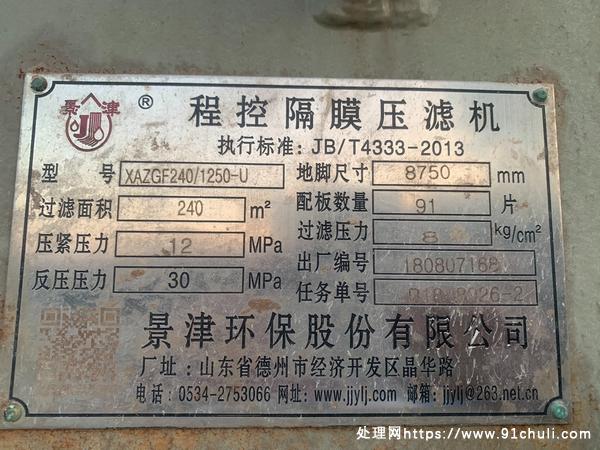 景津 ® 程控隔膜压滤机
执行标准：JB/T4333-2013
型号 XAZGF240/1250-U 地脚尺寸 8750 mm
过滤面积 240 m² 配板数量 91 片
压紧压力 12 MPa 过滤压力 8 kg/cm²
反压压力 30 MPa 出厂编号 18080716B
任务单号
景津环保股份有限公司
厂址：山东省德州市经济开发区晶华路
电话：0534-2753066 网址：www.jjylj.com 邮箱：jjylj@263.net.cn
处理网https://www.91chuli.com/